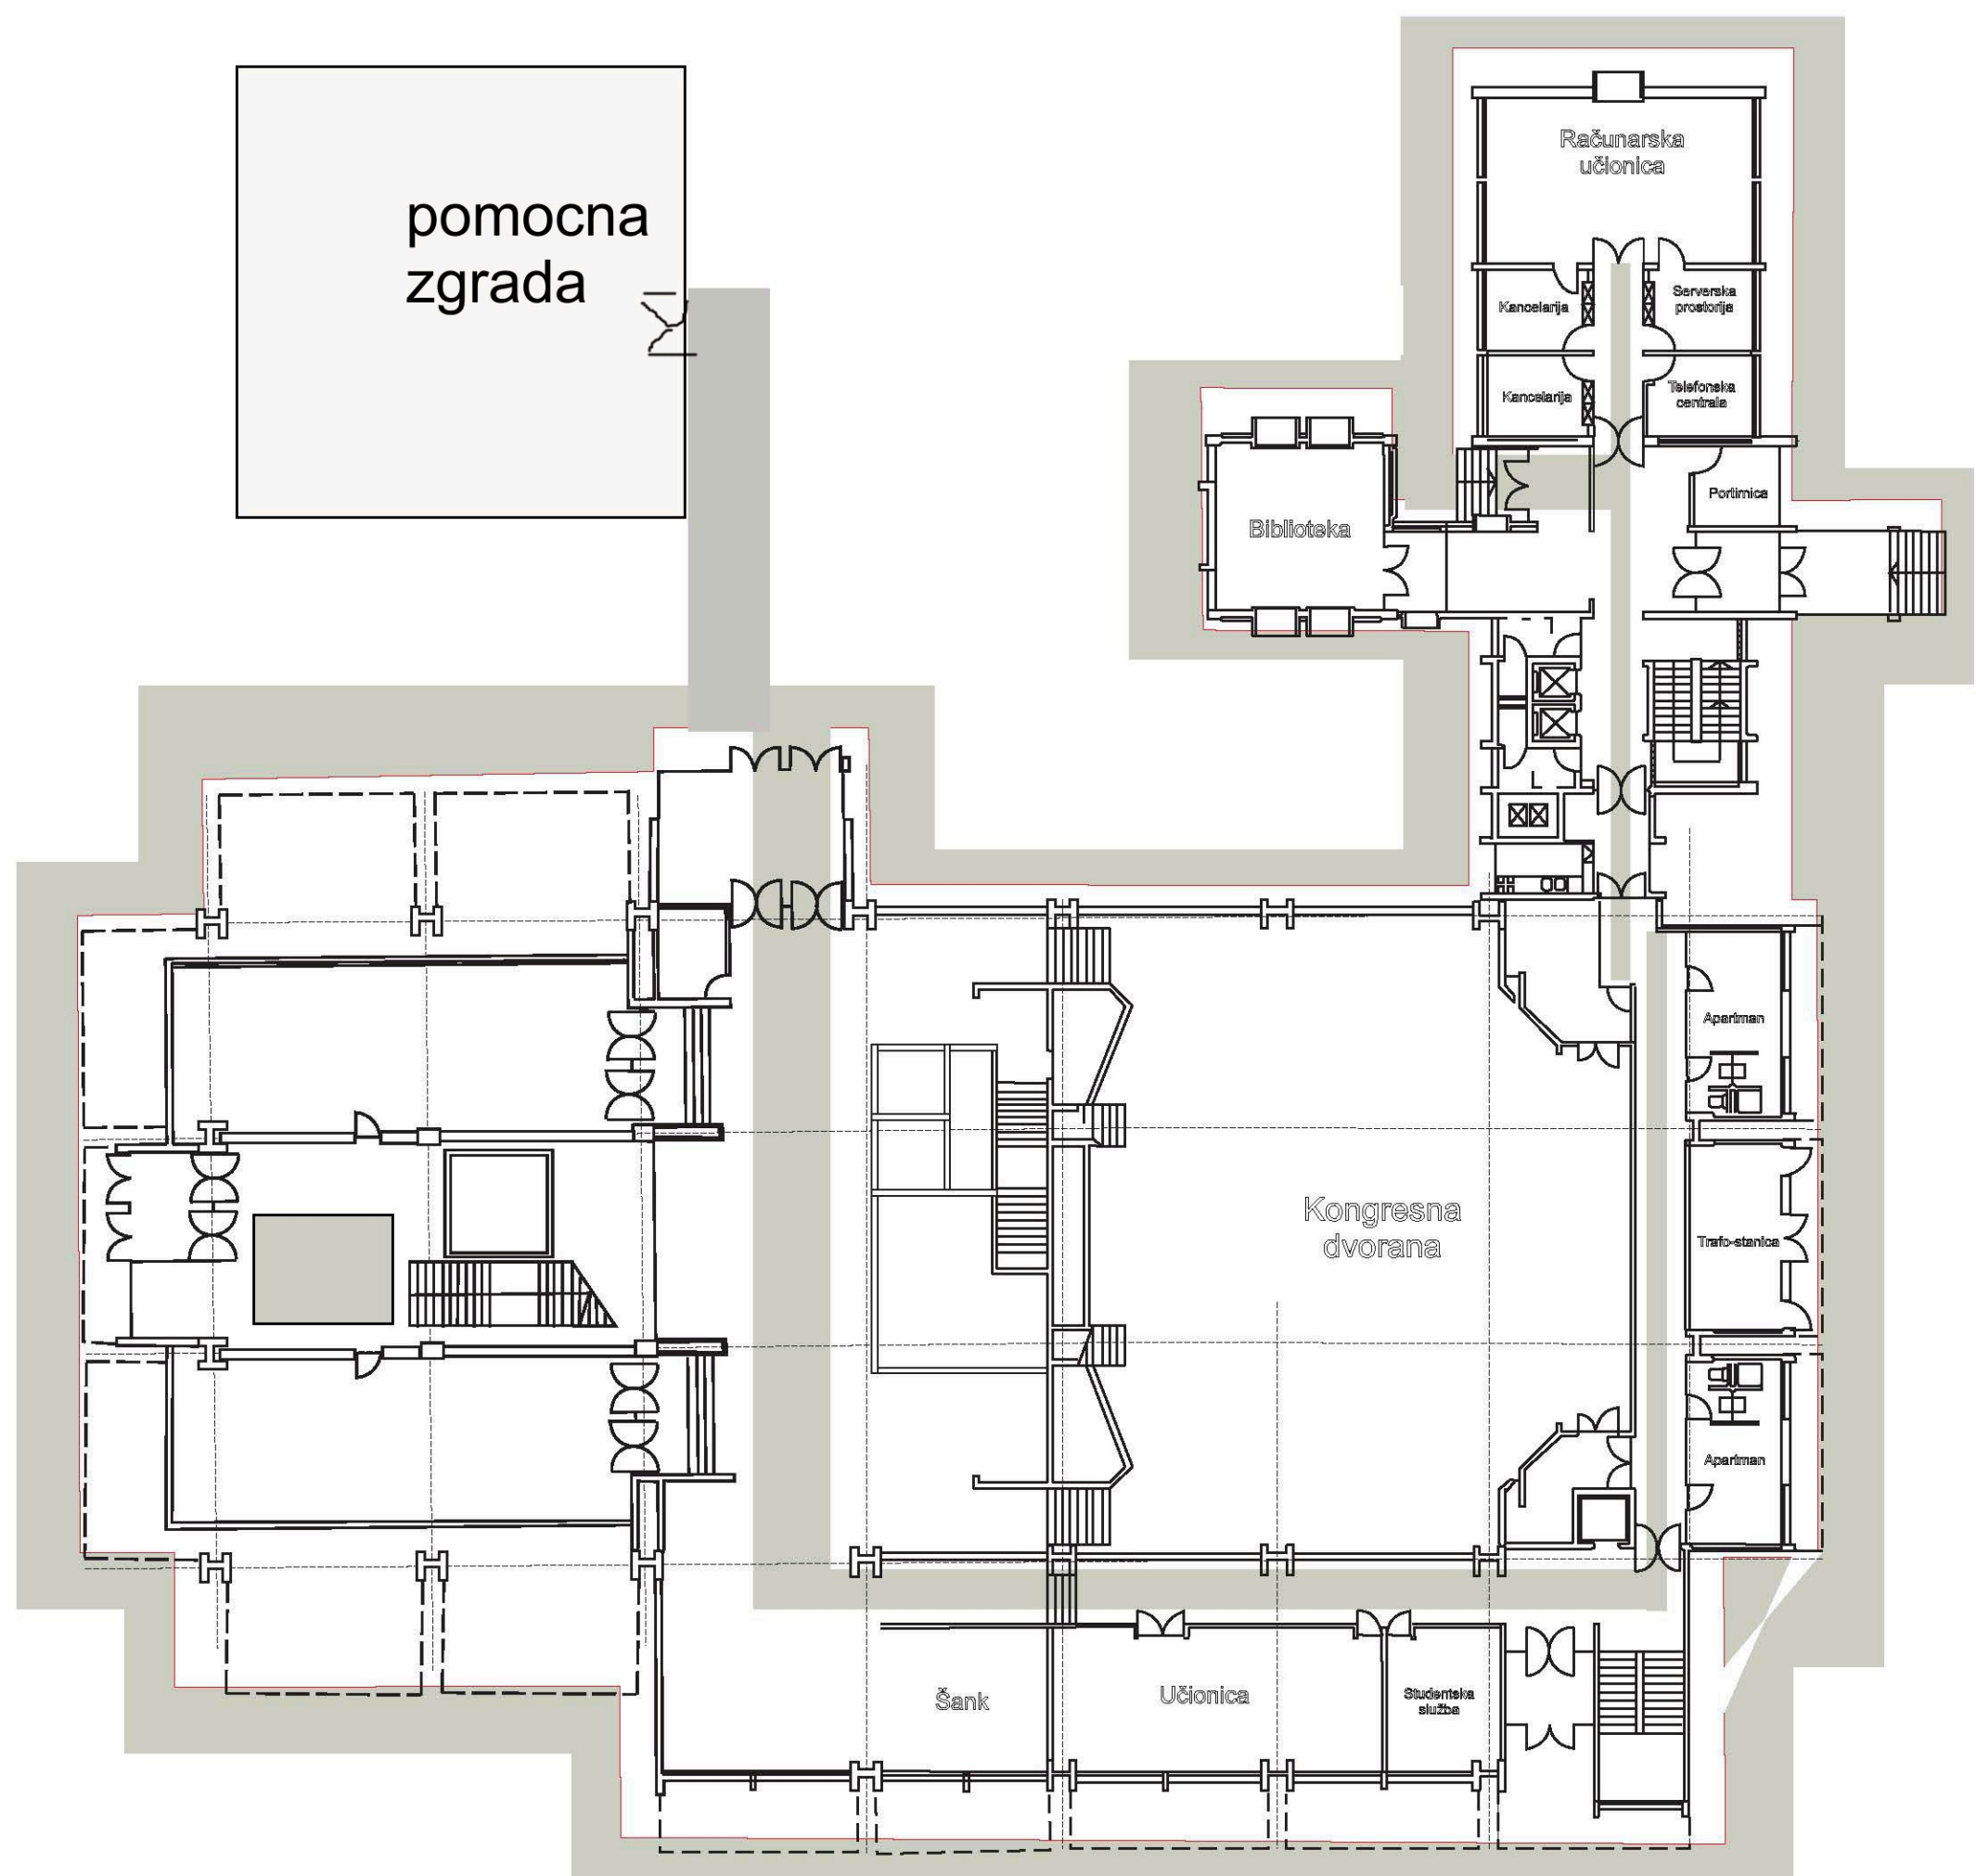 pomocna
zgrada
Računarska
učionica
Kancelarija
Serverska
prostorija
Kancelarija
Telefonska
centrala
Portirnica
Biblioteka
Apartman
Kongresna
dvorana
Trafo-stanica
Apartman
Šank
Učionica
Studentska
služba